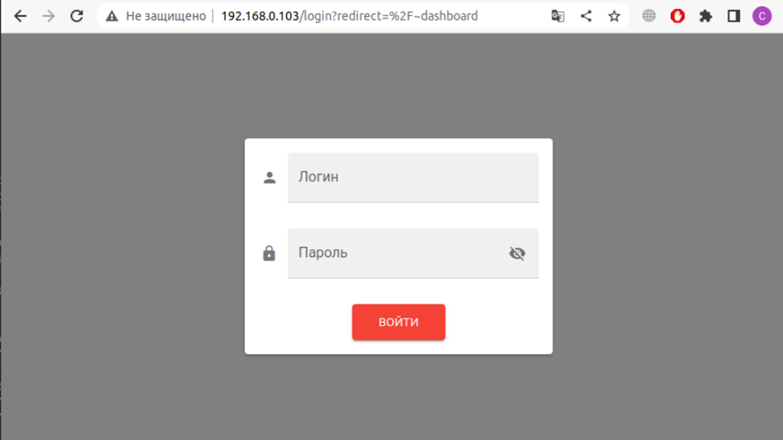 Не защищено 192.168.0.103/login?redirect=%2F~dashboard
C
Логин
Пароль
ВОЙТИ